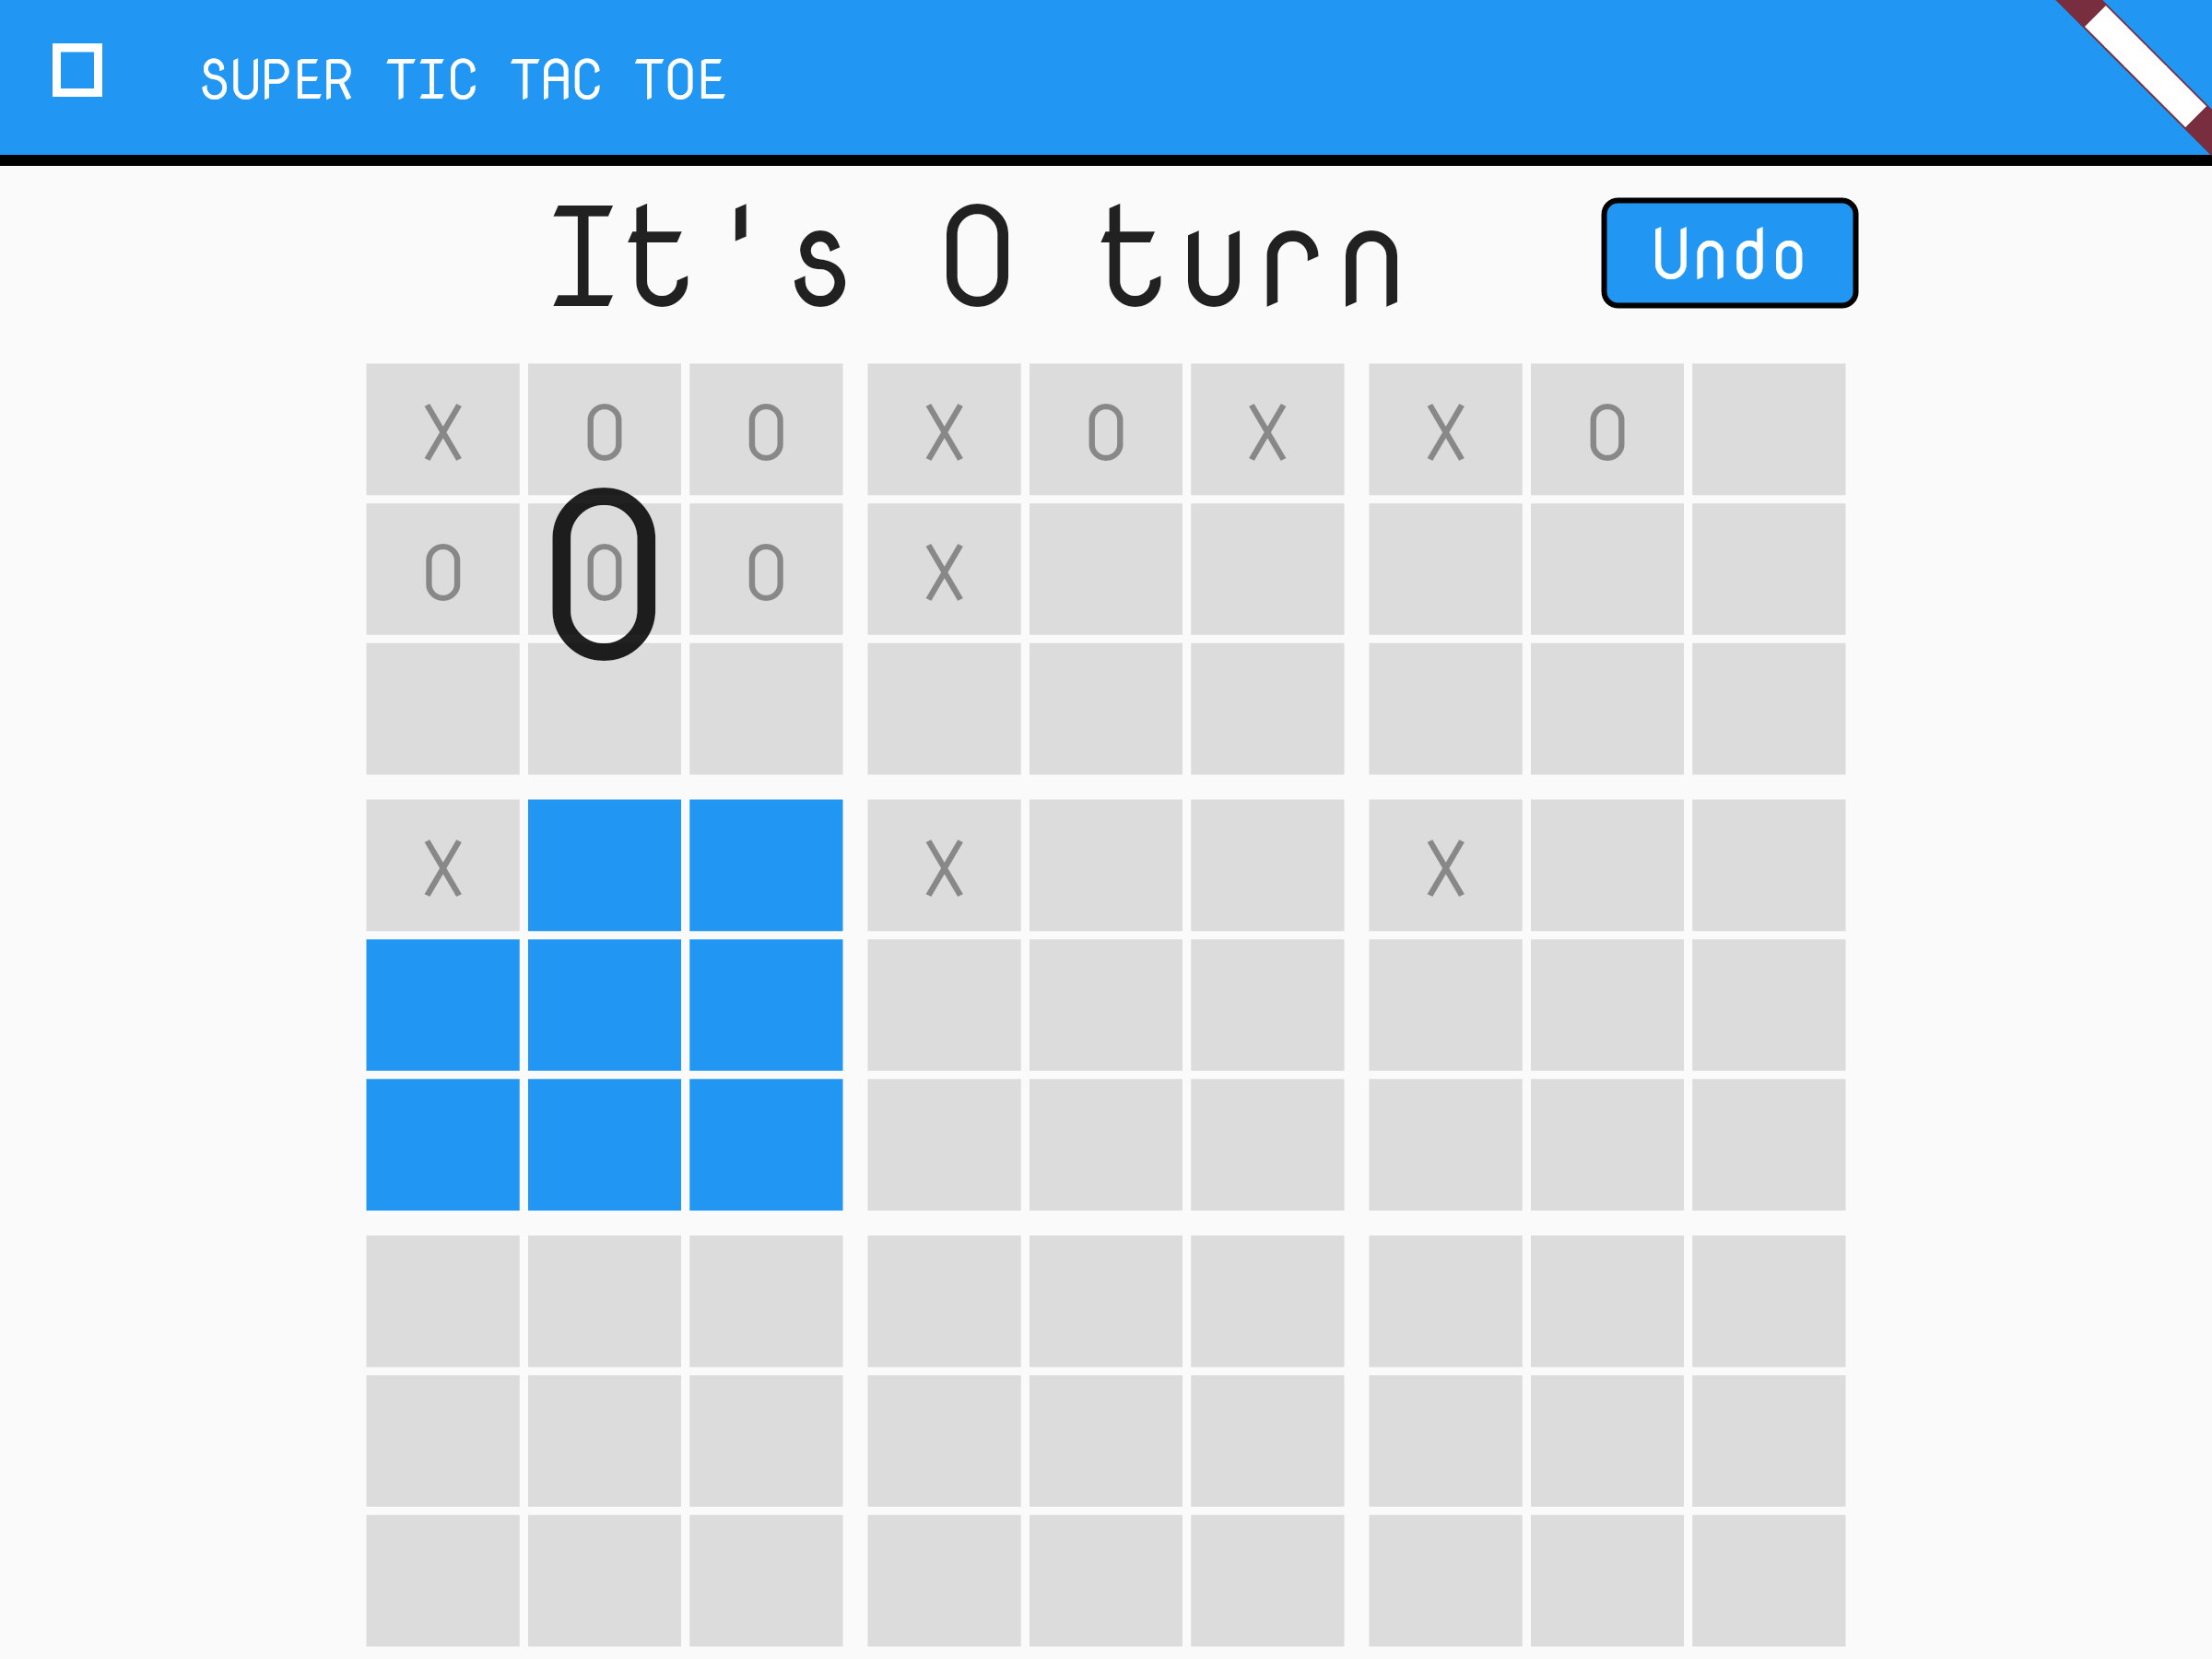 SUPER TIC TAC TOE
It's O turn
Undo
X O O X O X X O
O O O X
O
X X X